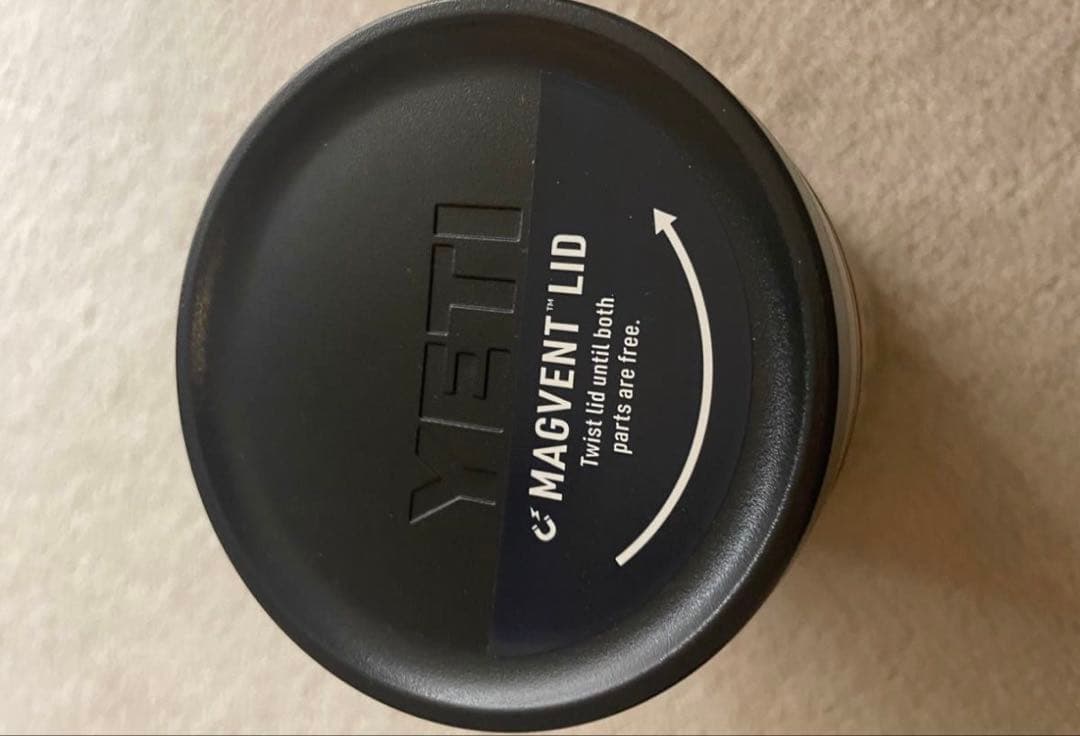 YETI
MAGVENT™ LID
Twist lid until both
parts are free.